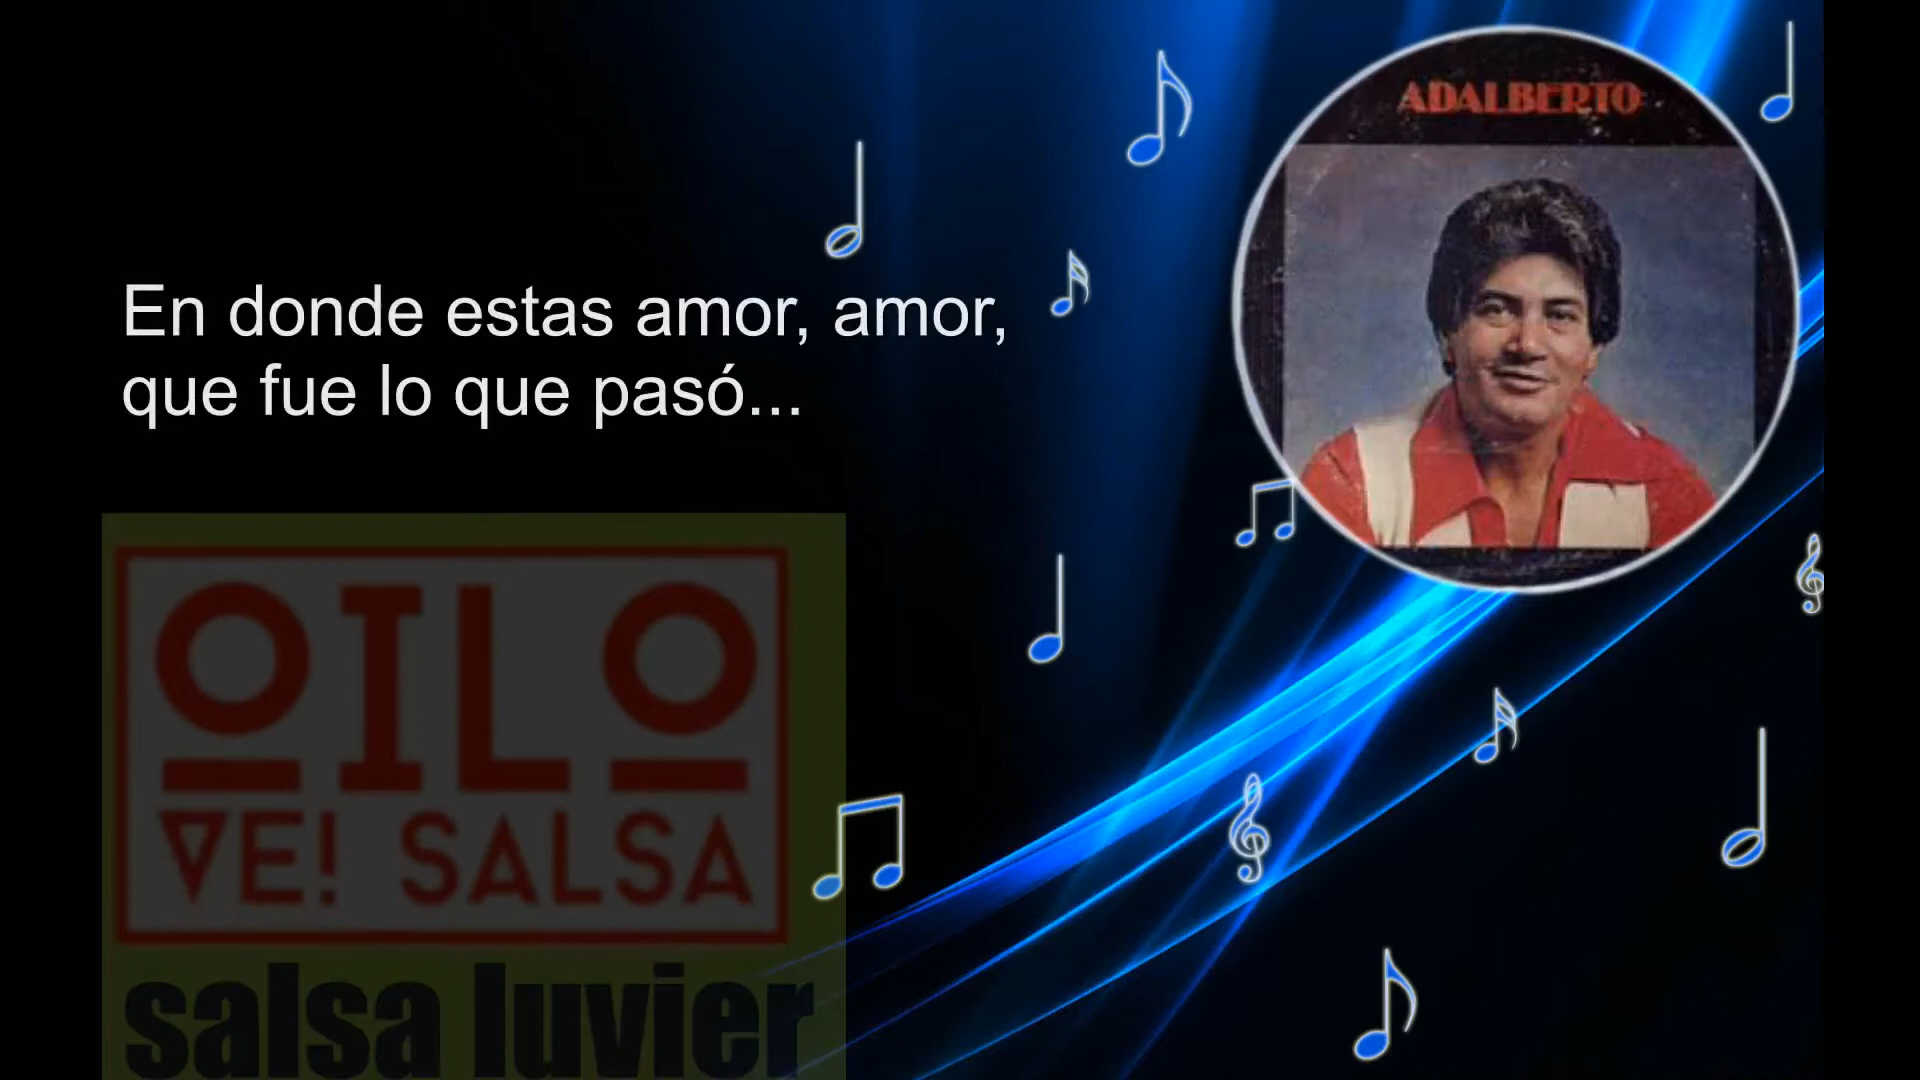 ADALBERTO
En donde estas amor, amor,
que fue lo que pasó...
OILO
VE! SALSA
salsa luvier